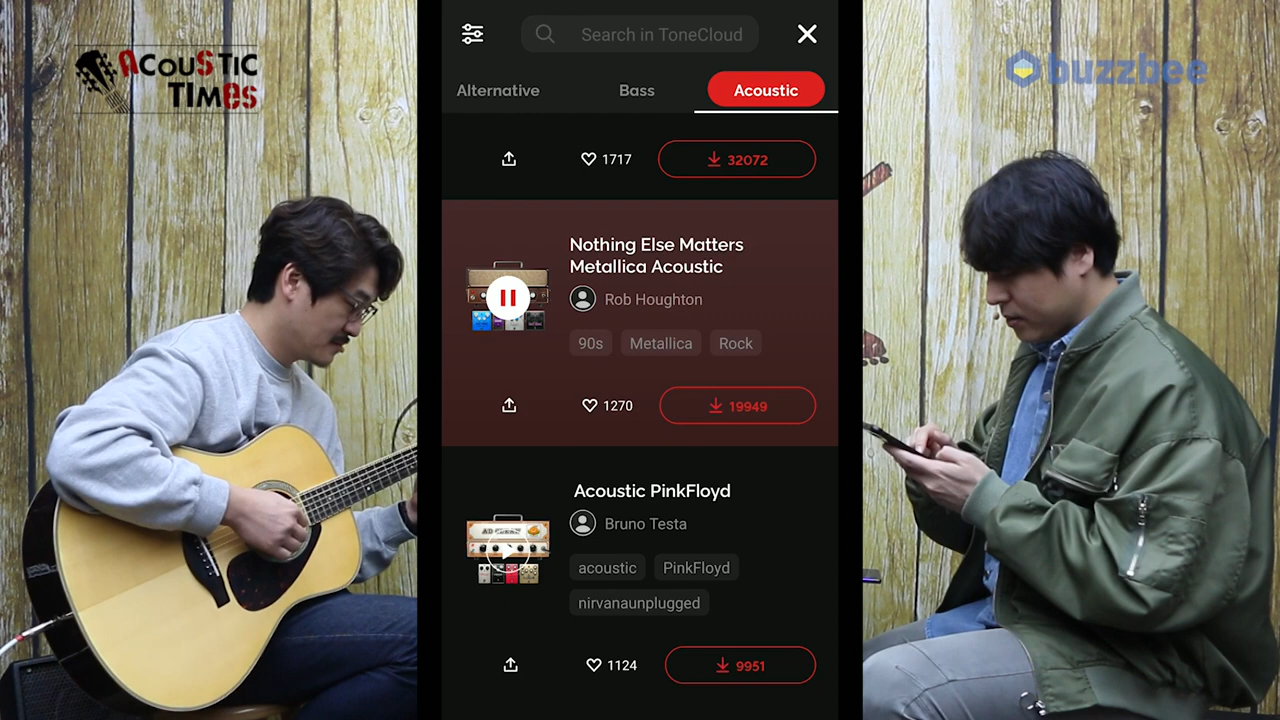 ACOUSTIC
TIMES
buzzbee
Search in ToneCloud
Alternative
Bass
Acoustic
1717
32072
Nothing Else Matters
Metallica Acoustic
Rob Houghton
90s
Metallica
Rock
1270
19949
Acoustic PinkFloyd
Bruno Testa
acoustic
PinkFloyd
nirvanaunplugged
1124
9951